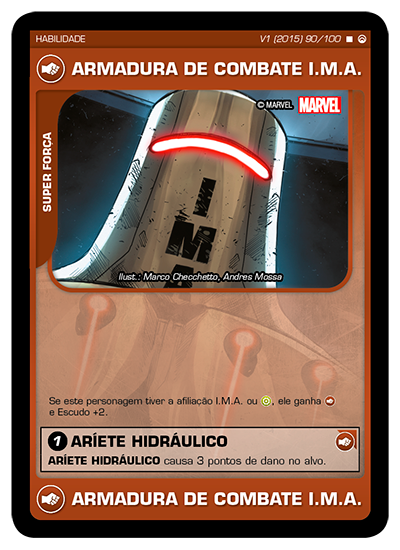 HABILIDADE V1 (2015) 90/100
ARMADURA DE COMBATE I.M.A.
© MARVEL MARVEL
SUPER FORÇA
I.M.A.
Ilust.: Marco Checchetto, Andres Mossa
Se este personagem tiver a afiliação I.M.A. ou , ele ganha
e Escudo +2.
1 ARÍETE HIDRÁULICO
ARÍETE HIDRÁULICO causa 3 pontos de dano no alvo.
ARMADURA DE COMBATE I.M.A.